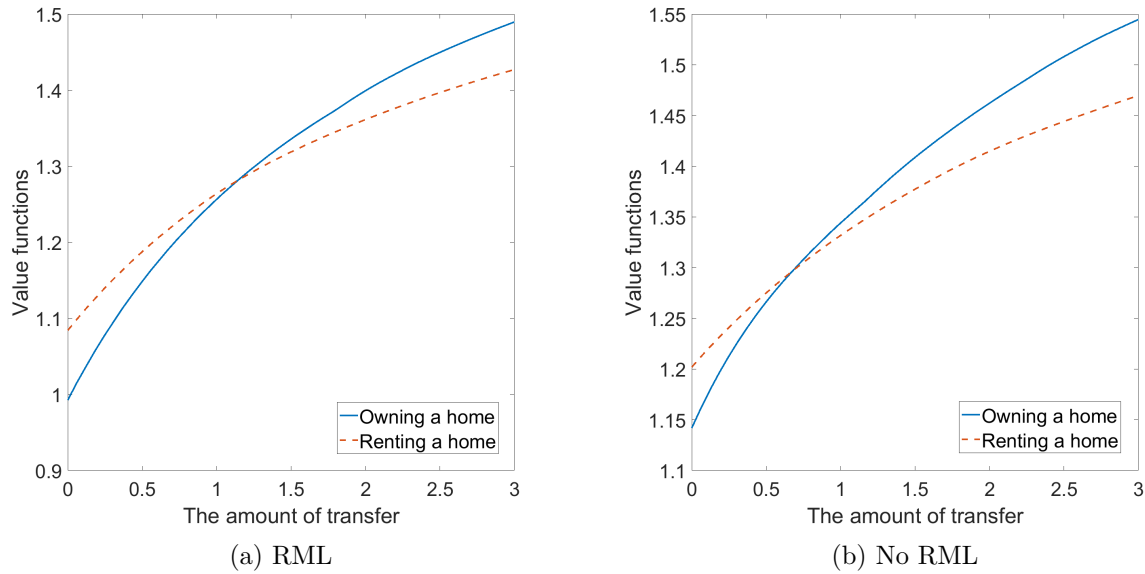 1.5
1.4
1.3
1.2
1.1
1
0.9
Value functions
0 0.5 1 1.5 2 2.5 3
The amount of transfer
Owning a home
Renting a home
(a) RML
1.55
1.5
1.45
1.4
1.35
1.3
1.25
1.2
1.15
1.1
Value functions
0 0.5 1 1.5 2 2.5 3
The amount of transfer
Owning a home
Renting a home
(b) No RML